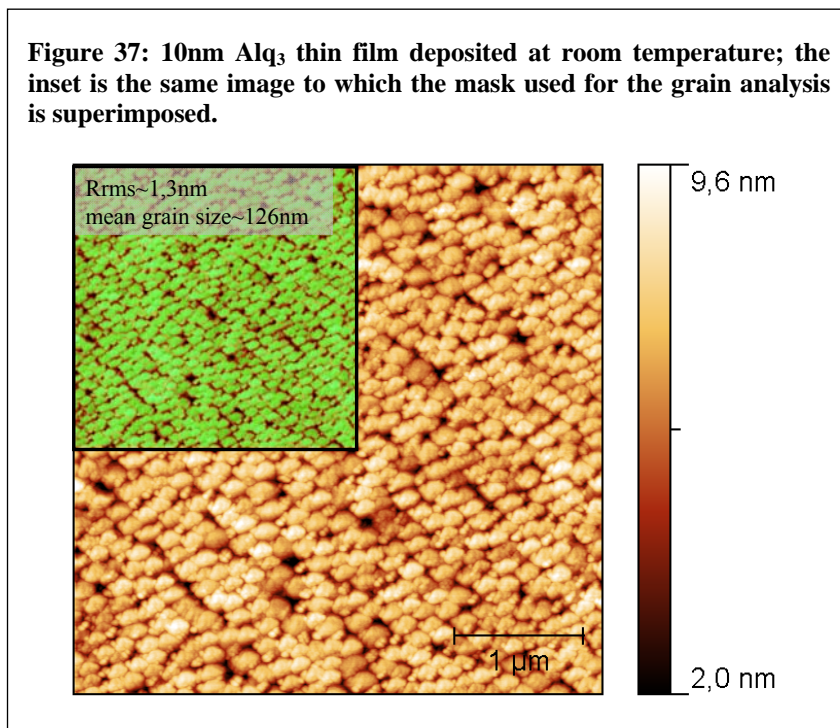 Figure 37: 10nm Alq₃ thin film deposited at room temperature; the
inset is the same image to which the mask used for the grain analysis
is superimposed.
Rrms~1,3nm
mean grain size~126nm
9,6 nm
1 µm
2,0 nm